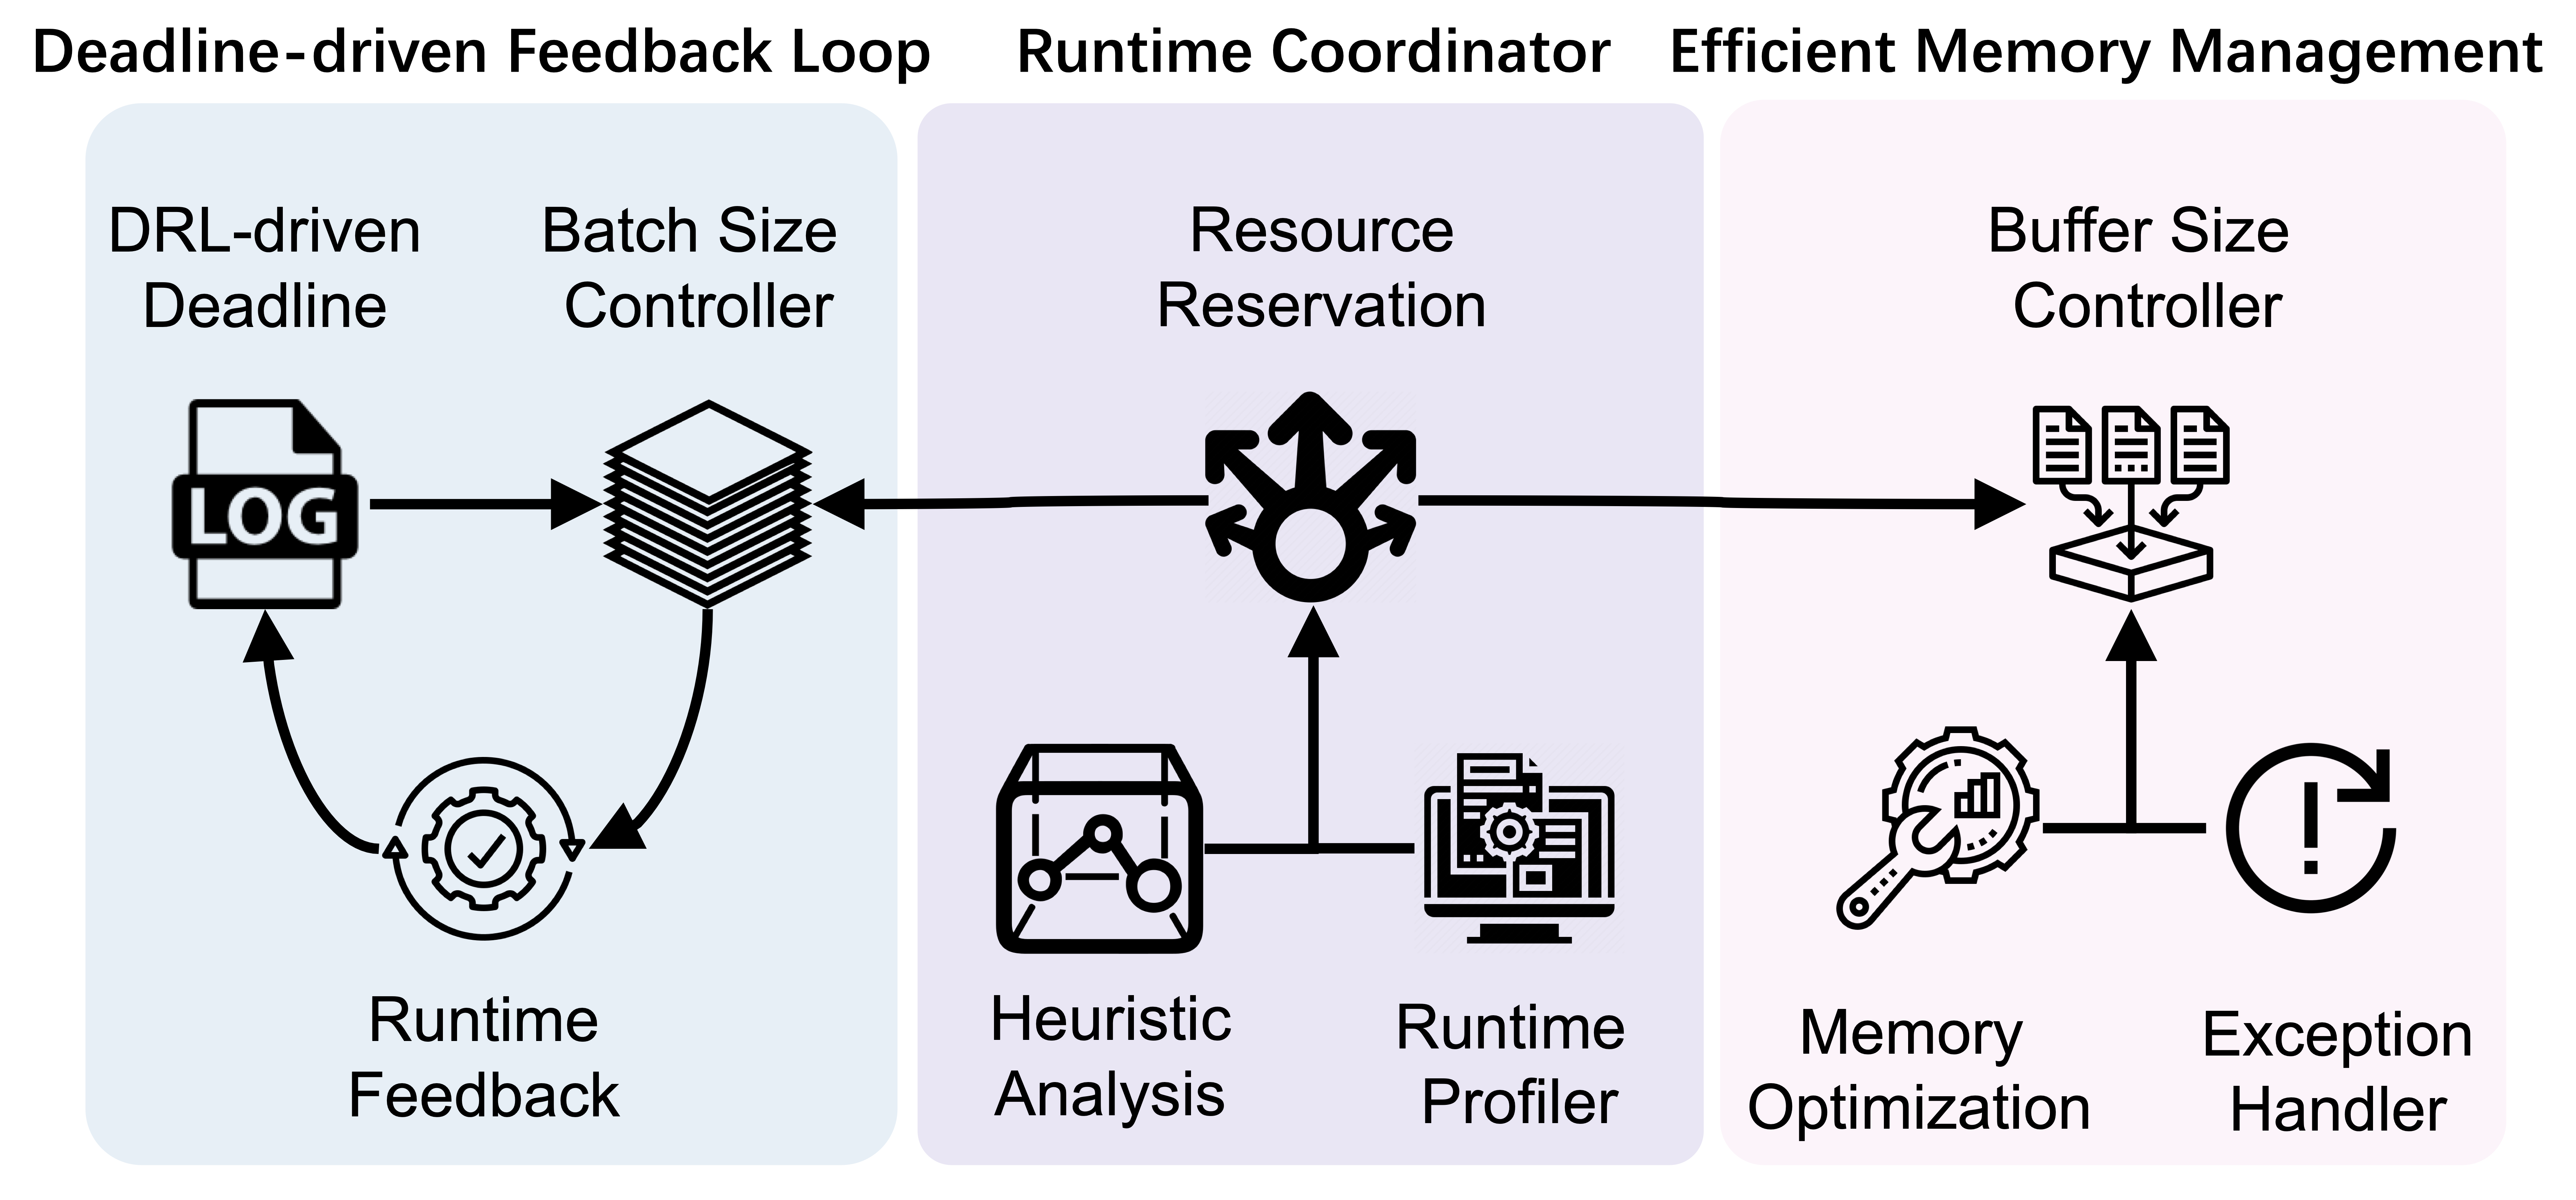 Deadline-driven Feedback Loop
Runtime Coordinator
Efficient Memory Management
DRL-driven
Deadline
Batch Size
Controller
LOG
Runtime
Feedback
Resource
Reservation
Heuristic
Analysis
Runtime
Profiler
Buffer Size
Controller
Memory
Optimization
Exception
Handler